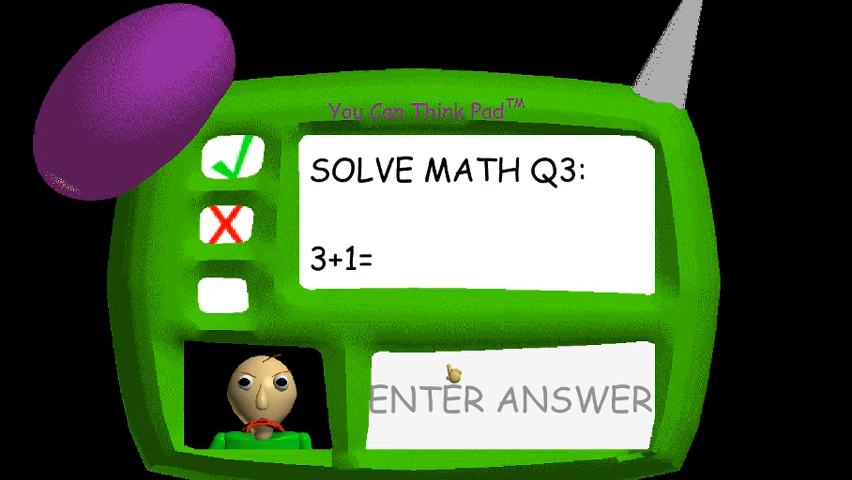 You Can Think Pad™
SOLVE MATH Q3:
3+1=
ENTER ANSWER